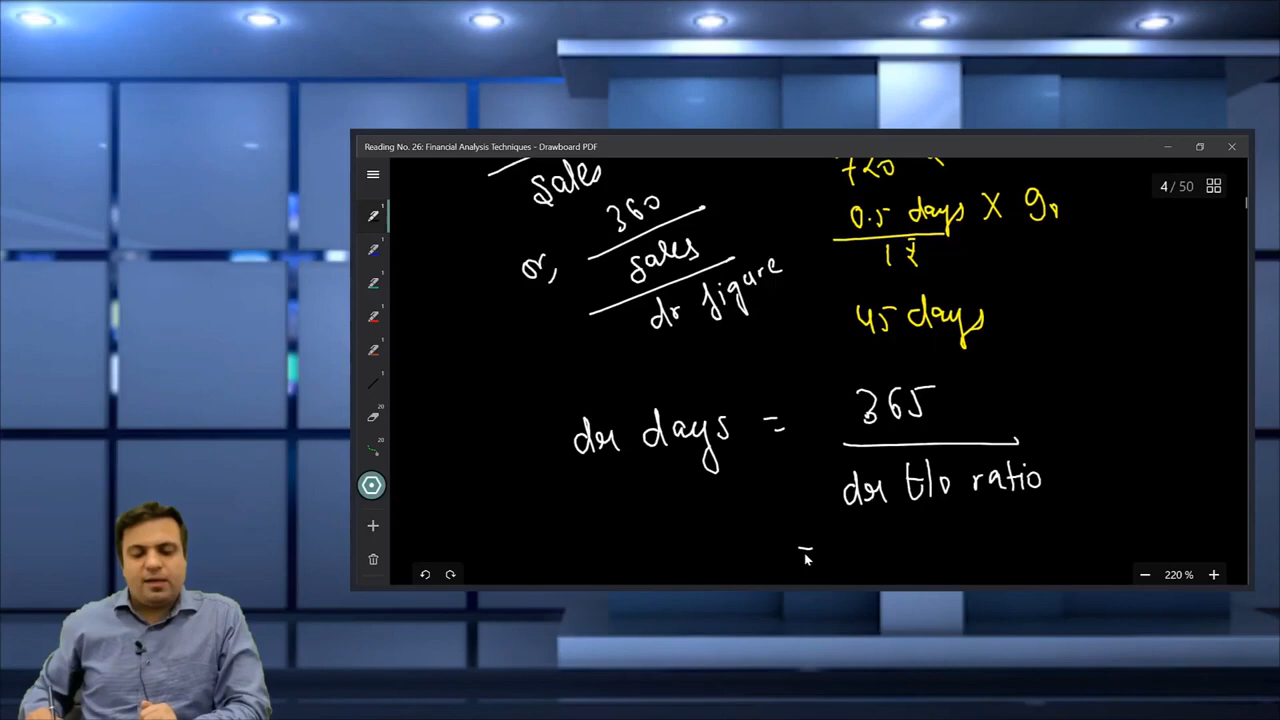 Reading No. 26: Financial Analysis Techniques - Drawboard PDF
4 / 50
sales
720
or, 360
sales
dr figure
0.5 days X 90
1₹
45 days
dr days = 365
dr t/o ratio
=
220 %